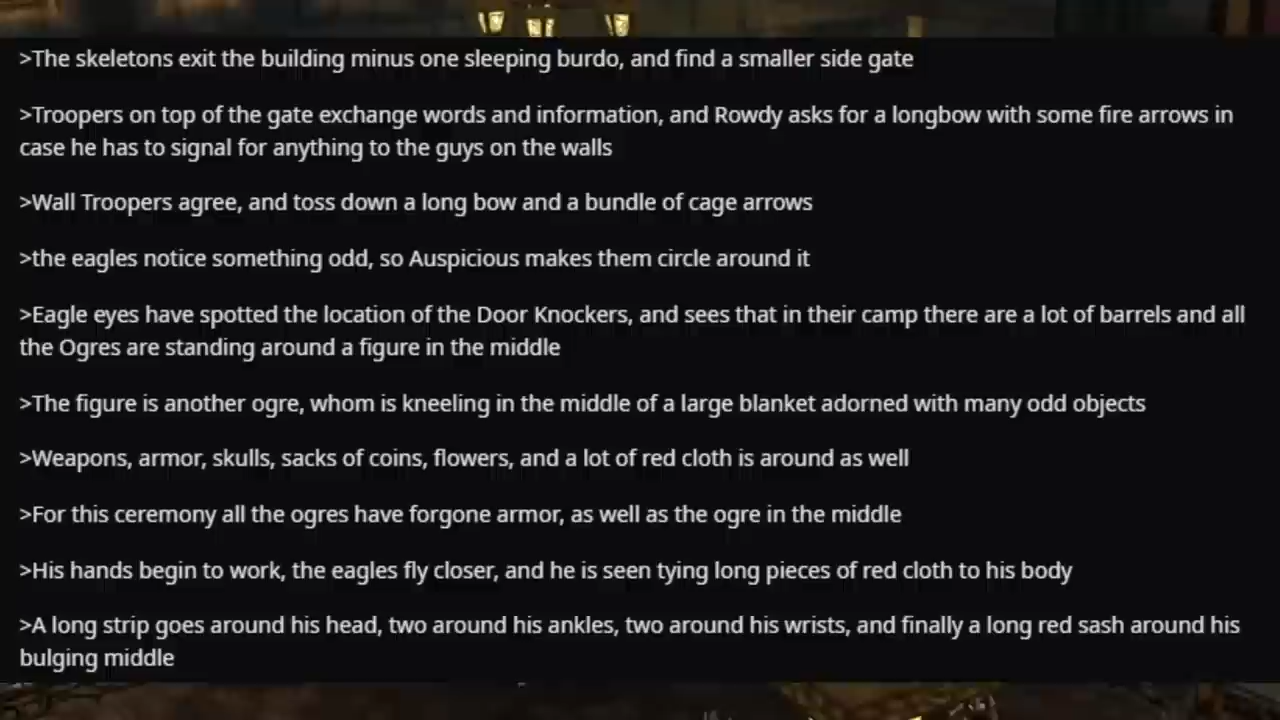 >The skeletons exit the building minus one sleeping burdo, and find a smaller side gate
>Troopers on top of the gate exchange words and information, and Rowdy asks for a longbow with some fire arrows in
case he has to signal for anything to the guys on the walls
>Wall Troopers agree, and toss down a long bow and a bundle of cage arrows
>the eagles notice something odd, so Auspicious makes them circle around it
>Eagle eyes have spotted the location of the Door Knockers, and sees that in their camp there are a lot of barrels and all
the Ogres are standing around a figure in the middle
>The figure is another ogre, whom is kneeling in the middle of a large blanket adorned with many odd objects
>Weapons, armor, skulls, sacks of coins, flowers, and a lot of red cloth is around as well
>For this ceremony all the ogres have forgone armor, as well as the ogre in the middle
>His hands begin to work, the eagles fly closer, and he is seen tying long pieces of red cloth to his body
>A long strip goes around his head, two around his ankles, two around his wrists, and finally a long red sash around his
bulging middle